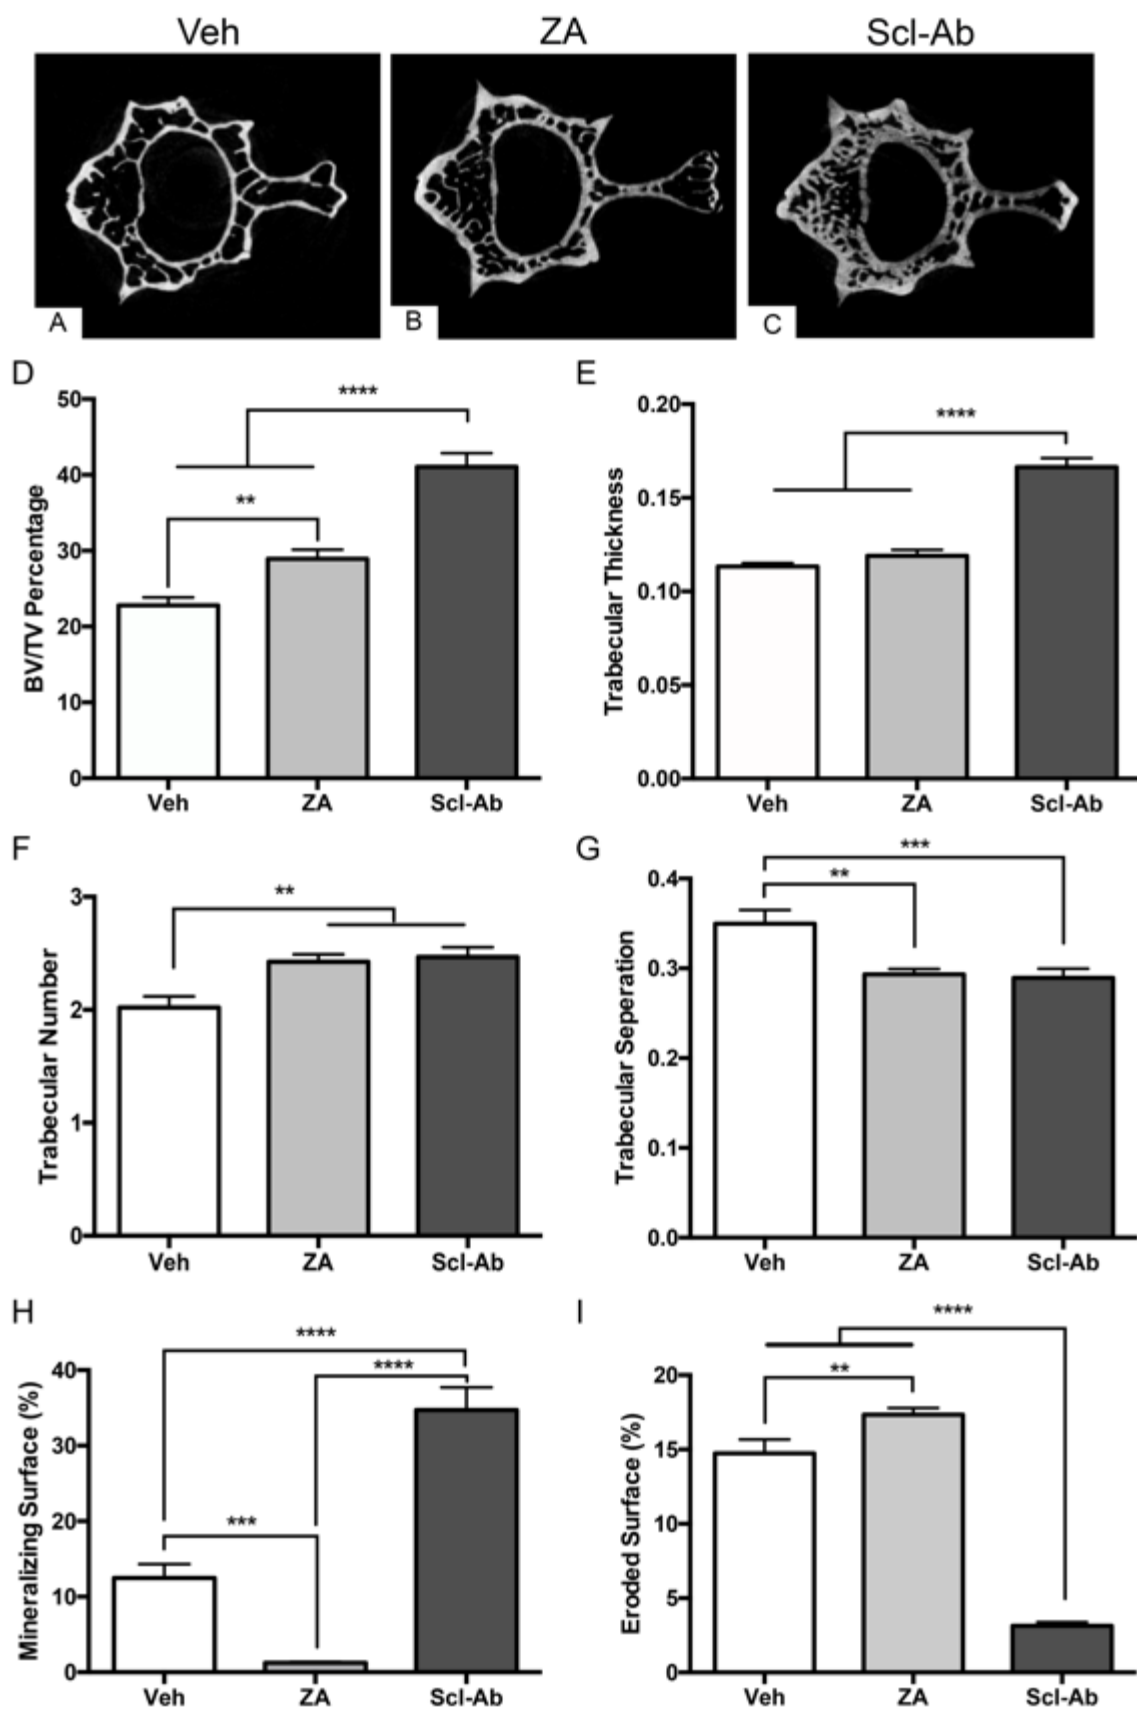 Veh ZA Scl-Ab
A B C
D
BV/TV Percentage
50
40
30
20
10
0
****
**
Veh ZA Scl-Ab
E
Trabecular Thickness
0.20
0.15
0.10
0.05
0.00
****
Veh ZA Scl-Ab
F
Trabecular Number
3
2
1
0
**
Veh ZA Scl-Ab
G
Trabecular Seperation
0.4
0.3
0.2
0.1
0.0
***
**
Veh ZA Scl-Ab
H
Mineralizing Surface (%)
40
30
20
10
0
****
****
***
Veh ZA Scl-Ab
I
Eroded Surface (%)
20
15
10
5
0
****
**
Veh ZA Scl-Ab